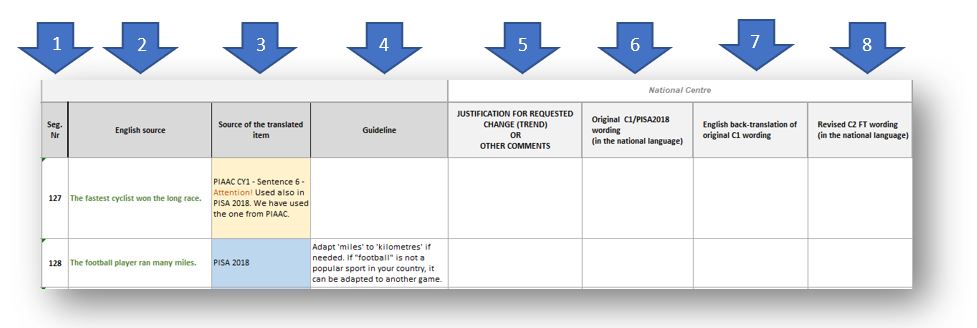 1 2 3 4 5 6 7 8
National Centre
Seg.
Nr
English source
Source of the translated
item
Guideline
JUSTIFICATION FOR REQUESTED
CHANGE (TREND)
OR
OTHER COMMENTS
Original C1/PISA2018
wording
(in the national language)
English back-translation of
original C1 wording
Revised C2 FT wording
(in the national language)
127
The fastest cyclist won the long race.
PIAAC CY1 - Sentence 6 -
Attention! Used also in
PISA 2018. We have used
the one from PIAAC.
128
The football player ran many miles.
PISA 2018
Adapt 'miles' to 'kilometres' if
needed. If "football" is not a
popular sport in your country, it
can be adapted to another game.